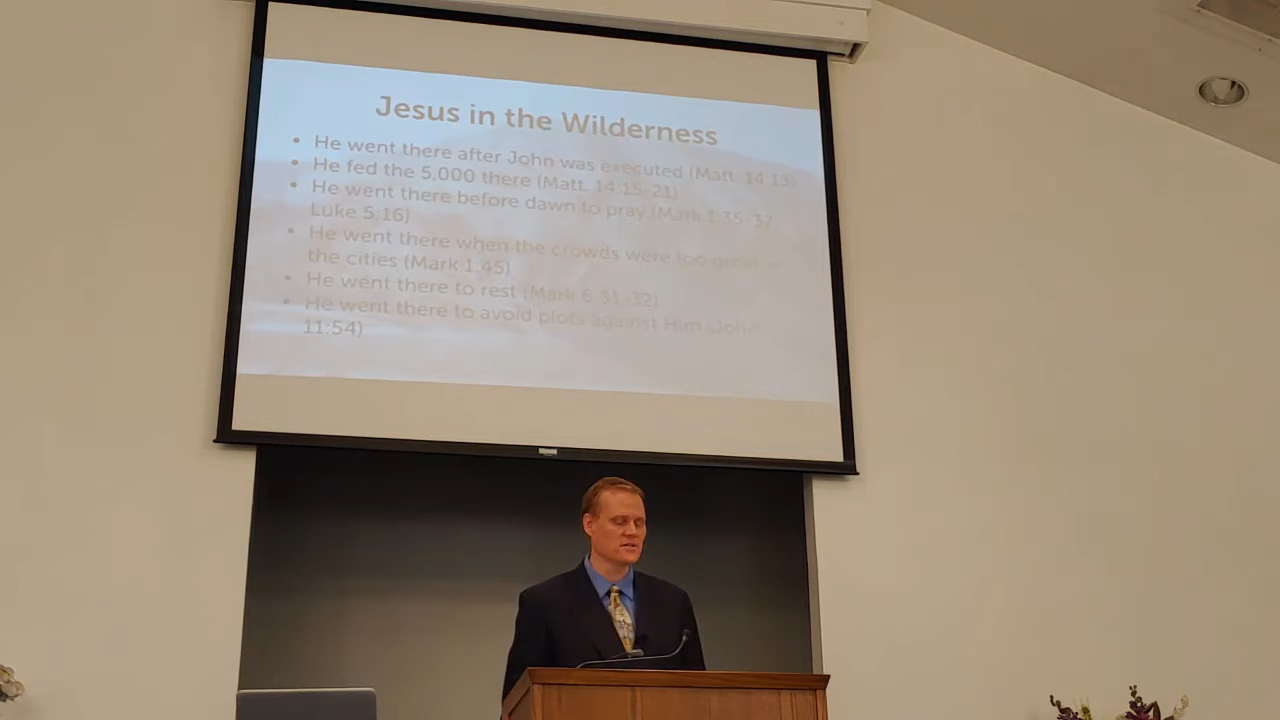 Jesus in the Wilderness
• He went there after John was executed (Matt. 14:13)
• He fed the 5,000 there (Matt. 14:15-21)
• He went there before dawn to pray (Mark 1:35-37
Luke 5:16)
• He went there when the crowds were too great
the cities (Mark 1:45)
• He went there to rest (Mark 6:31-32)
• He went there to avoid plots against Him (John
11:54)